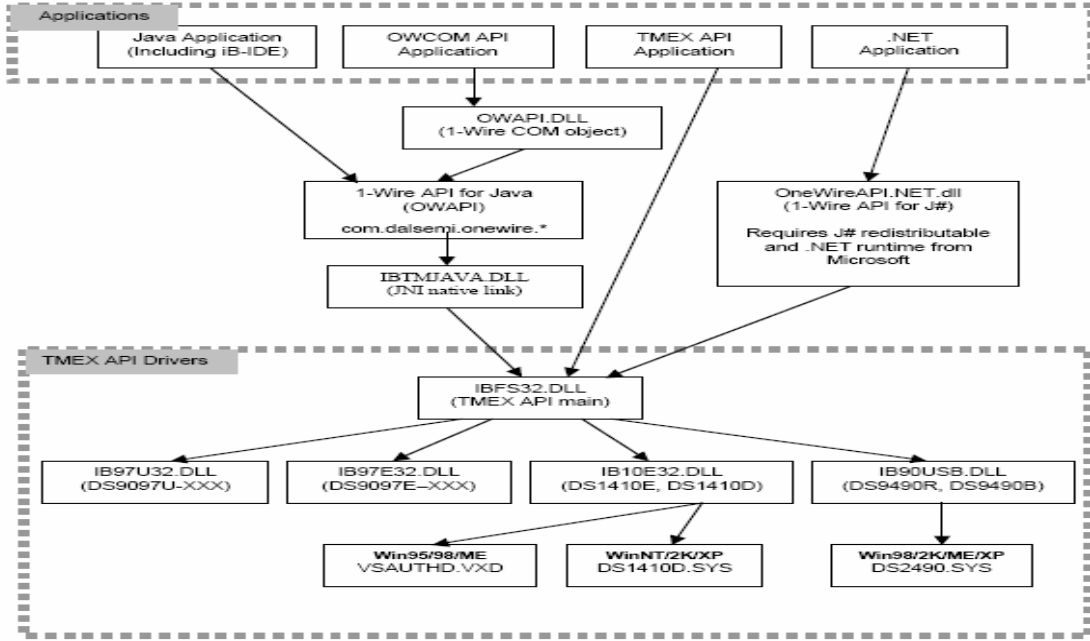 Applications
Java Application
(Including iB-IDE)
OWCOM API
Application
TMEX API
Application
.NET
Application
OWAPI.DLL
(1-Wire COM object)
1-Wire API for Java
(OWAPI)
com.dalsemi.onewire.*
OneWireAPI.NET.dll
(1-Wire API for J#)
Requires J# redistributable
and .NET runtime from
Microsoft
IBTMJAVA.DLL
(JNI native link)
TMEX API Drivers
IBFS32.DLL
(TMEX API main)
IB97U32.DLL
(DS9097U-XXX)
IB97E32.DLL
(DS9097E–XXX)
IB10E32.DLL
(DS1410E, DS1410D)
IB90USB.DLL
(DS9490R, DS9490B)
Win95/98/ME
VSAUTHD.VXD
WinNT/2K/XP
DS1410D.SYS
Win98/2K/ME/XP
DS2490.SYS